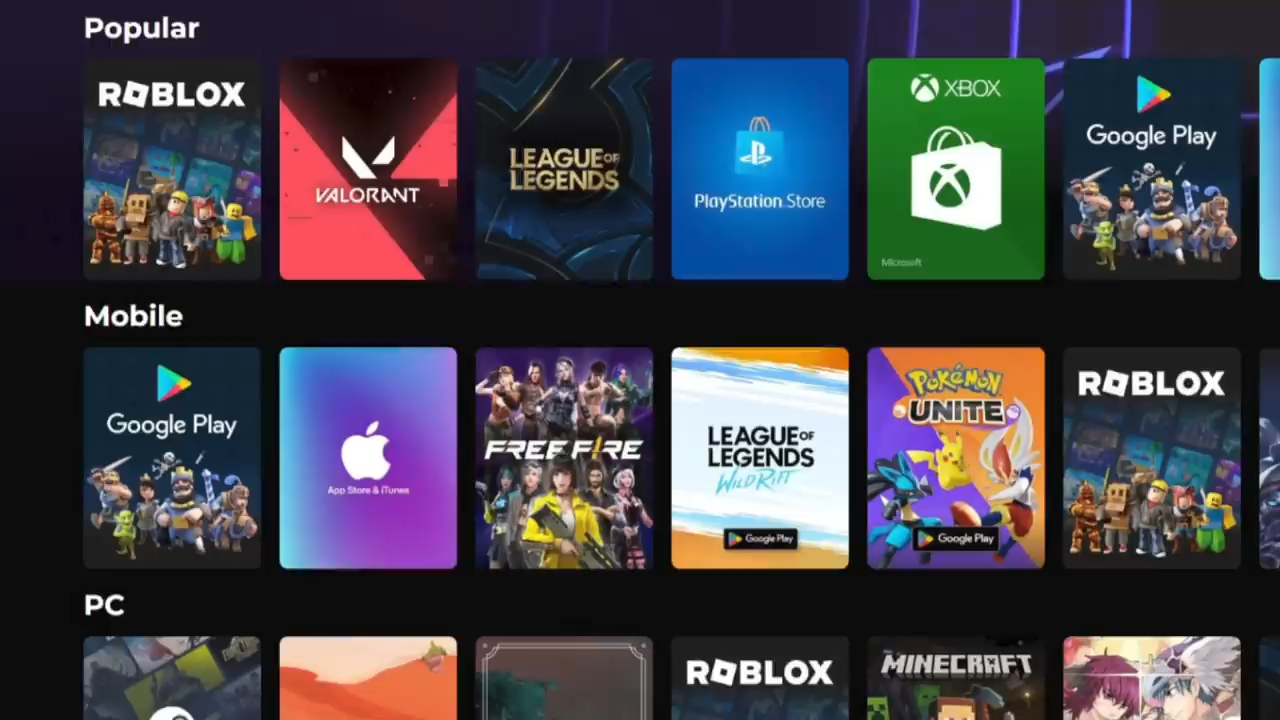 Popular
ROBLOX
VALORANT
LEAGUE OF
LEGENDS
PlayStation Store
XBOX
Microsoft
Google Play
Mobile
Google Play
App Store & iTunes
FREE FIRE
LEAGUE OF
LEGENDS
WILD RIFT
Google Play
POKÉMON
UNITE
Google Play
ROBLOX
PC
ROBLOX
MINECRAFT